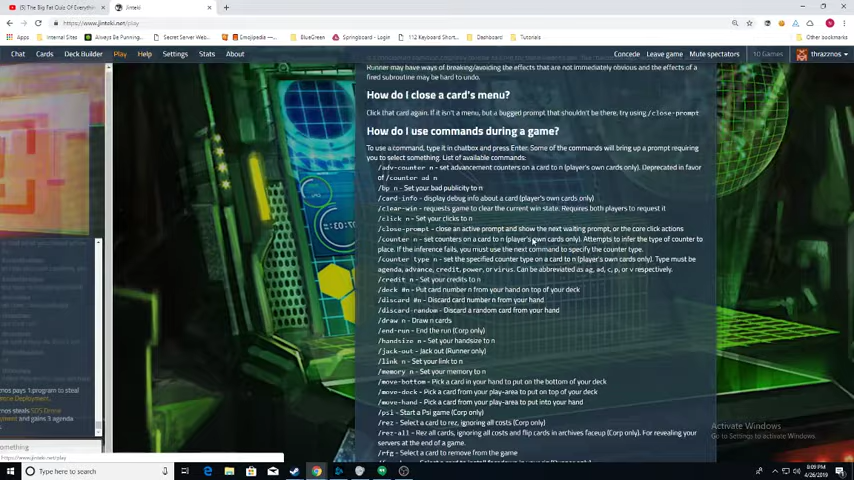 (5) The Big Fat Quiz Of Everythin
Jinteki
https://www.jinteki.net/play
Apps
Internal Sites
Always Be Running
Secret Server Web
Emojipedia —
BlueGreen
Springboard - Login
112 Keyboard Short
Dashboard
Tutorials
Other bookmarks
Chat Cards Deck Builder Play Help Settings Stats About
Concede Leave game Mute spectators 10 Games thrazznos
Runner may have ways of breaking/avoiding the effects that are not immediately obvious and the effects of a
fired subroutine may be hard to undo.
How do I close a card's menu?
Click that card again. If it isn't a menu, but a bugged prompt that shouldn't be there, try using /close-prompt
How do I use commands during a game?
To use a command, type it in chatbox and press Enter. Some of the commands will bring up a prompt requiring
you to select something. List of available commands:
/adv-counter n - set advancement counters on a card to n (player's own cards only). Deprecated in favor
of /counter ad n
/bp n - Set your bad publicity to n
/card-info - display debug info about a card (player's own cards only)
/clear-win - requests game to clear the current win state. Requires both players to request it
/click n - Set your clicks to n
/close-prompt - close an active prompt and show the next waiting prompt, or the core click actions
/counter n - set counters on a card to n (player's own cards only). Attempts to infer the type of counter to
place. If the inference fails, you must use the next command to specify the counter type.
/counter type n - set the specified counter type on a card to n (player's own cards only). Type must be
agenda, advance, credit, power, or virus. Can be abbreviated as ag, ad, c, p, or v respectively.
/credit n - Set your credits to n
/deck #n - Put card number n from your hand on top of your deck
/discard #n - Discard card number n from your hand
/discard-random - Discard a random card from your hand
/draw n - Draw n cards
/end-run - End the run (Corp only)
/handsize n - Set your handsize to n
/jack-out - Jack out (Runner only)
/link n - Set your link to n
/memory n - Set your memory to n
/move-bottom - Pick a card in your hand to put on the bottom of your deck
/move-deck - Pick a card from your play-area to put on top of your deck
/move-hand - Pick a card from your play-area to put into your hand
/psi - Start a Psi game (Corp only)
/rez - Select a card to rez, ignoring all costs (Corp only)
/rez-all - Rez all cards, ignoring all costs and flip cards in archives faceup (Corp only). For revealing your
servers at the end of a game.
/rfg - Select a card to remove from the game
nos pays 1 program to steal
nos steals SDS Drone
ployment and gains 3 agenda
omething
https://www.jinteki.net/play
Activate Windows
Go to Settings to activate Windows.
Type here to search
8:09 PM
4/26/2019